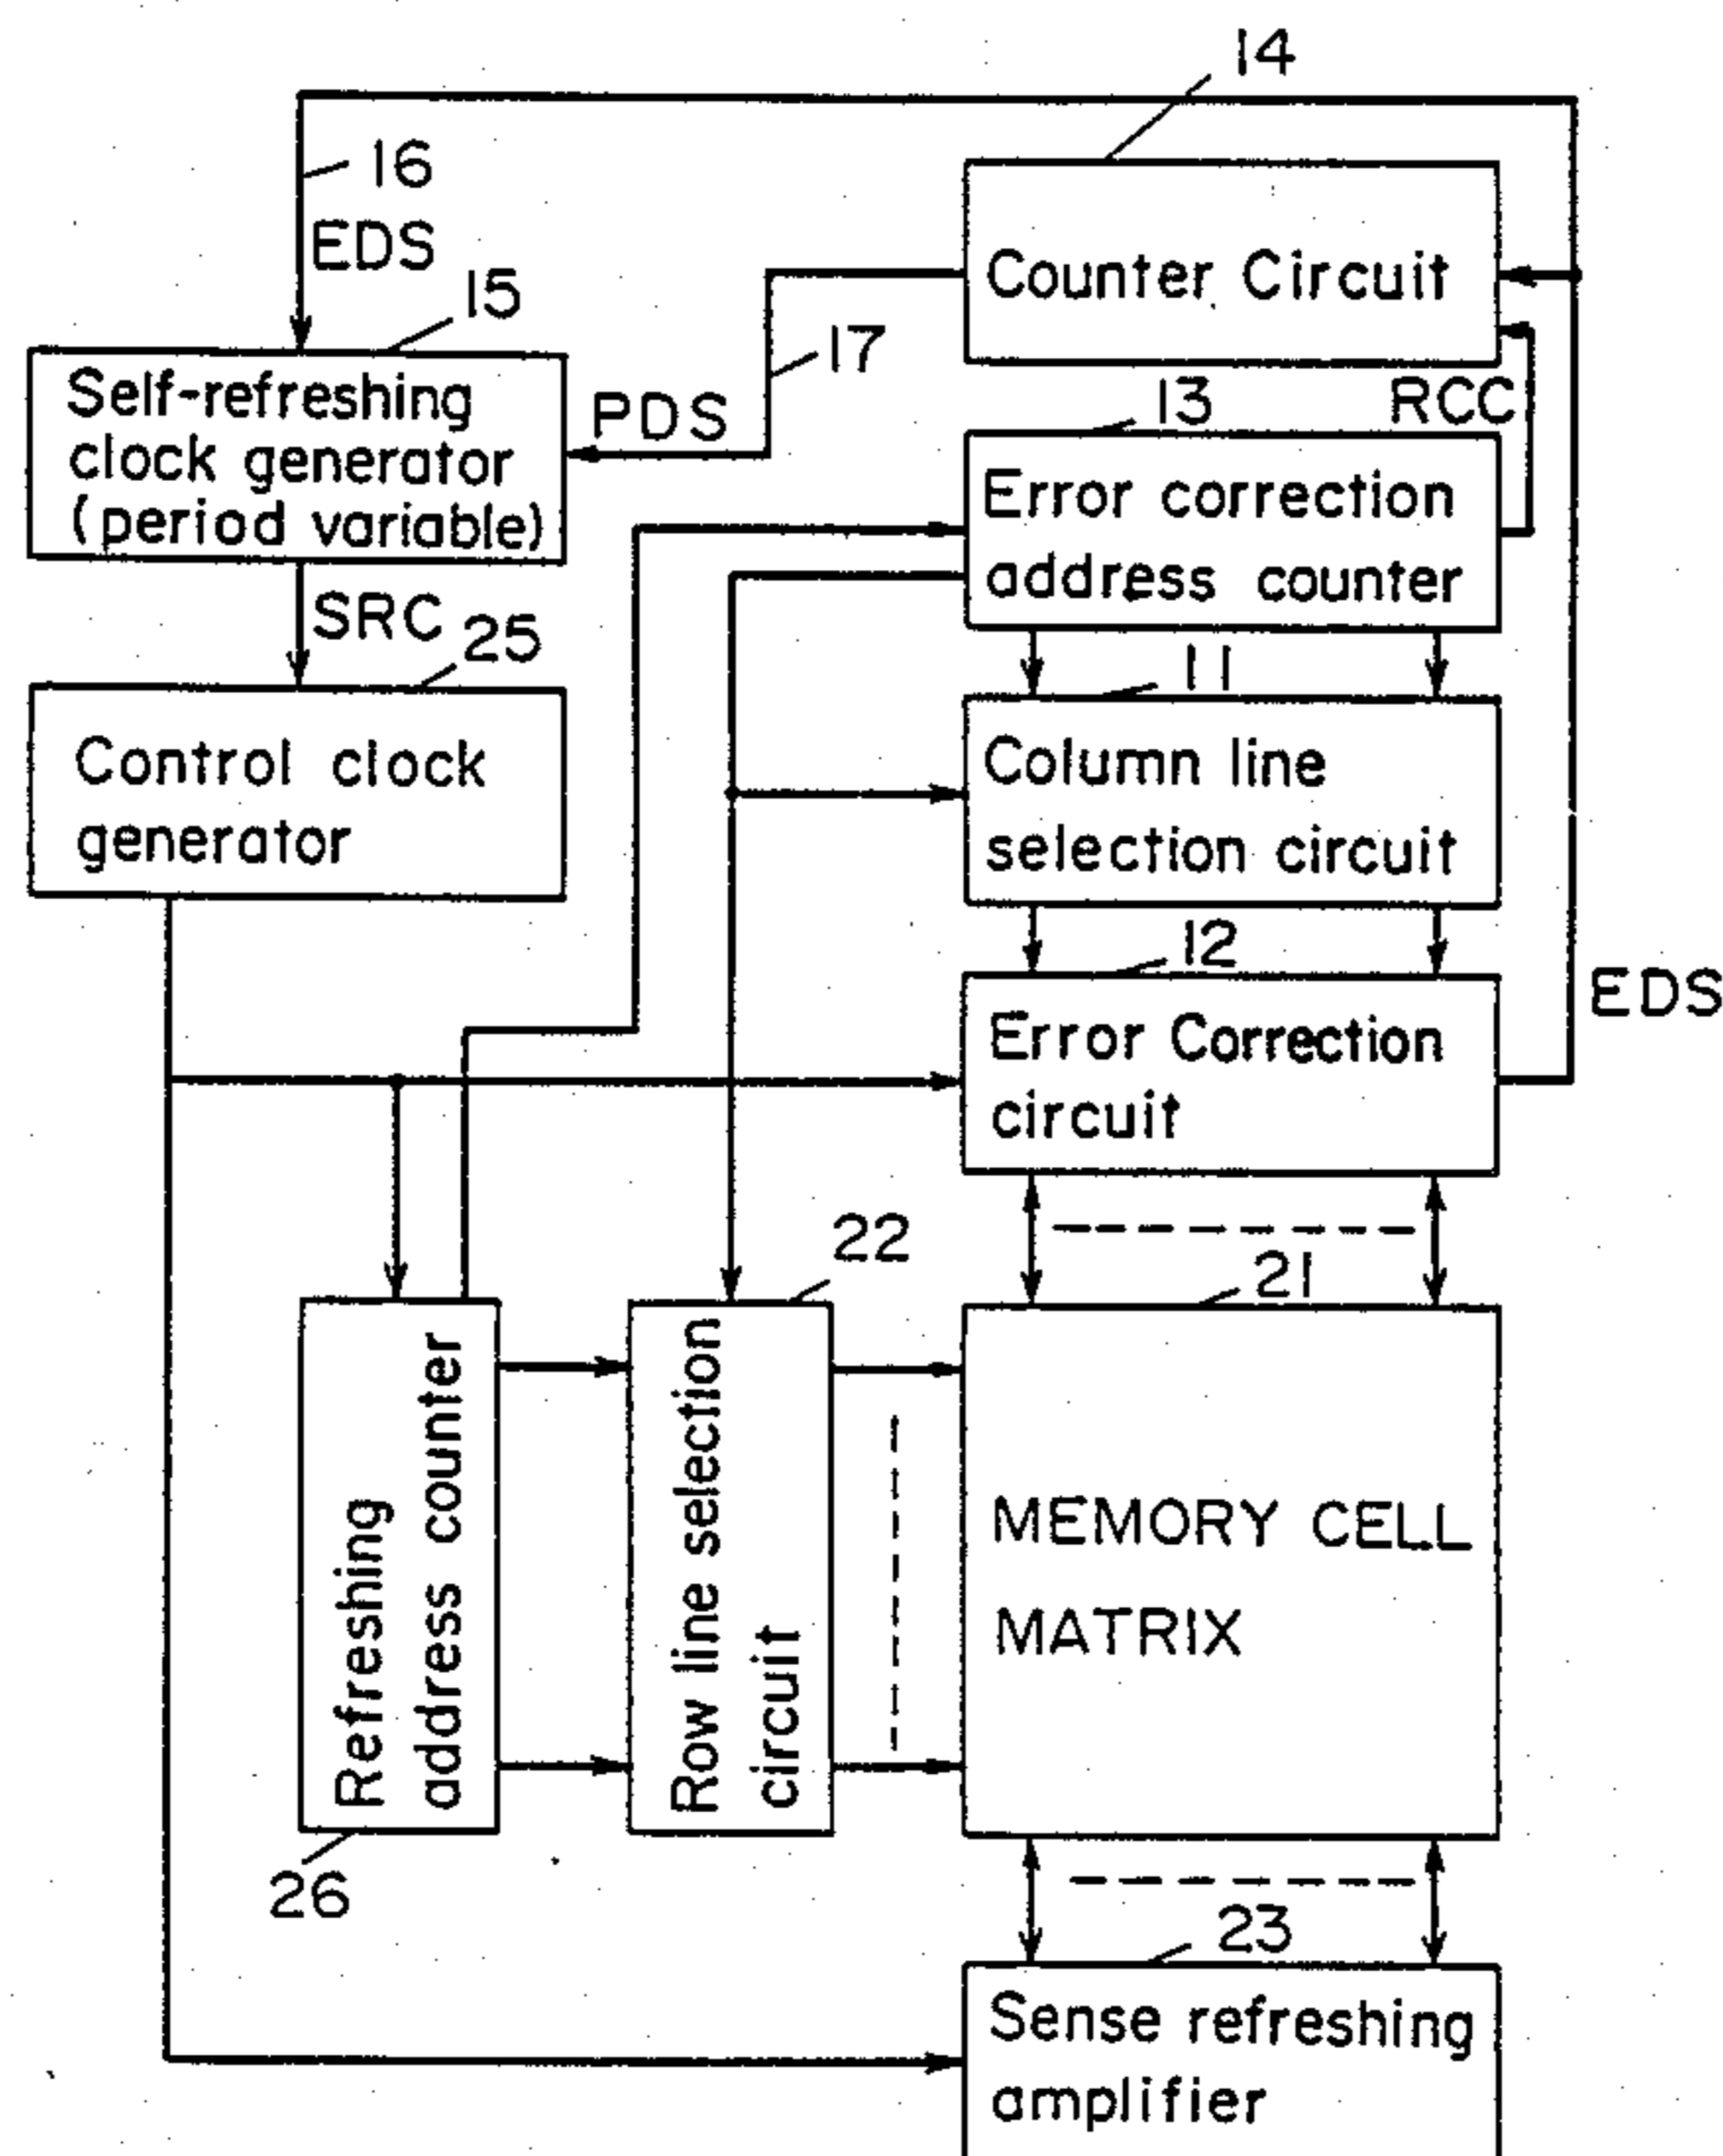 14
16
EDS
Counter Circuit
15
17
Self-refreshing
clock generator
(period variable)
PDS
RCC
13
Error correction
address counter
SRC
25
11
Control clock
generator
Column line
selection circuit
12
EDS
Error Correction
circuit
22
21
Refreshing
address counter
Row line selection
circuit
MEMORY CELL
MATRIX
26
23
Sense refreshing
amplifier